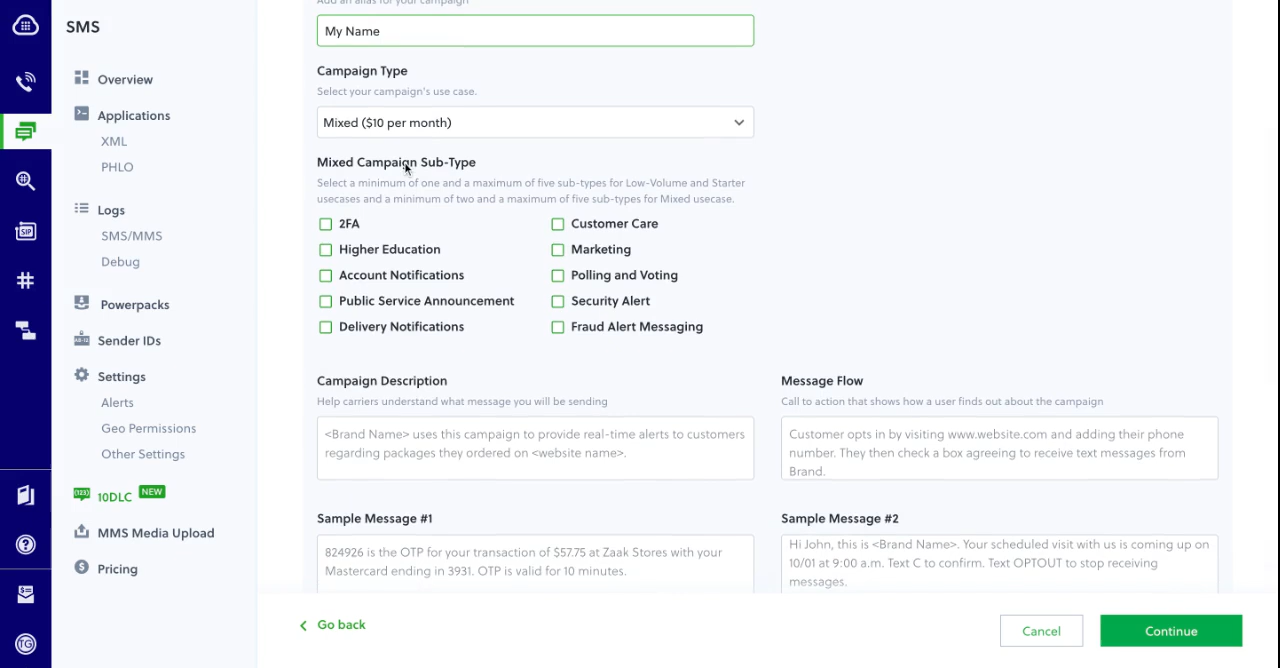 SMS
Overview
Applications
XML
PHLO
Logs
SMS/MMS
Debug
Powerpacks
Sender IDs
Settings
Alerts
Geo Permissions
Other Settings
10DLC NEW
MMS Media Upload
Pricing
SIP
TG
Add an alias for your campaign
My Name
Campaign Type
Select your campaign's use case.
Mixed ($10 per month)
Mixed Campaign Sub-Type
Select a minimum of one and a maximum of five sub-types for Low-Volume and Starter
usecases and a minimum of two and a maximum of five sub-types for Mixed usecase.
2FA
Customer Care
Higher Education
Marketing
Account Notifications
Polling and Voting
Public Service Announcement
Security Alert
Delivery Notifications
Fraud Alert Messaging
Campaign Description
Help carriers understand what message you will be sending
<Brand Name> uses this campaign to provide real-time alerts to customers
regarding packages they ordered on <website name>.
Message Flow
Call to action that shows how a user finds out about the campaign
Customer opts in by visiting www.website.com and adding their phone
number. They then check a box agreeing to receive text messages from
Brand.
Sample Message #1
824926 is the OTP for your transaction of $57.75 at Zaak Stores with your
Mastercard ending in 3931. OTP is valid for 10 minutes.
Sample Message #2
Hi John, this is <Brand Name>. Your scheduled visit with us is coming up on
10/01 at 9:00 a.m. Text C to confirm. Text OPTOUT to stop receiving
messages.
Go back
Cancel
Continue